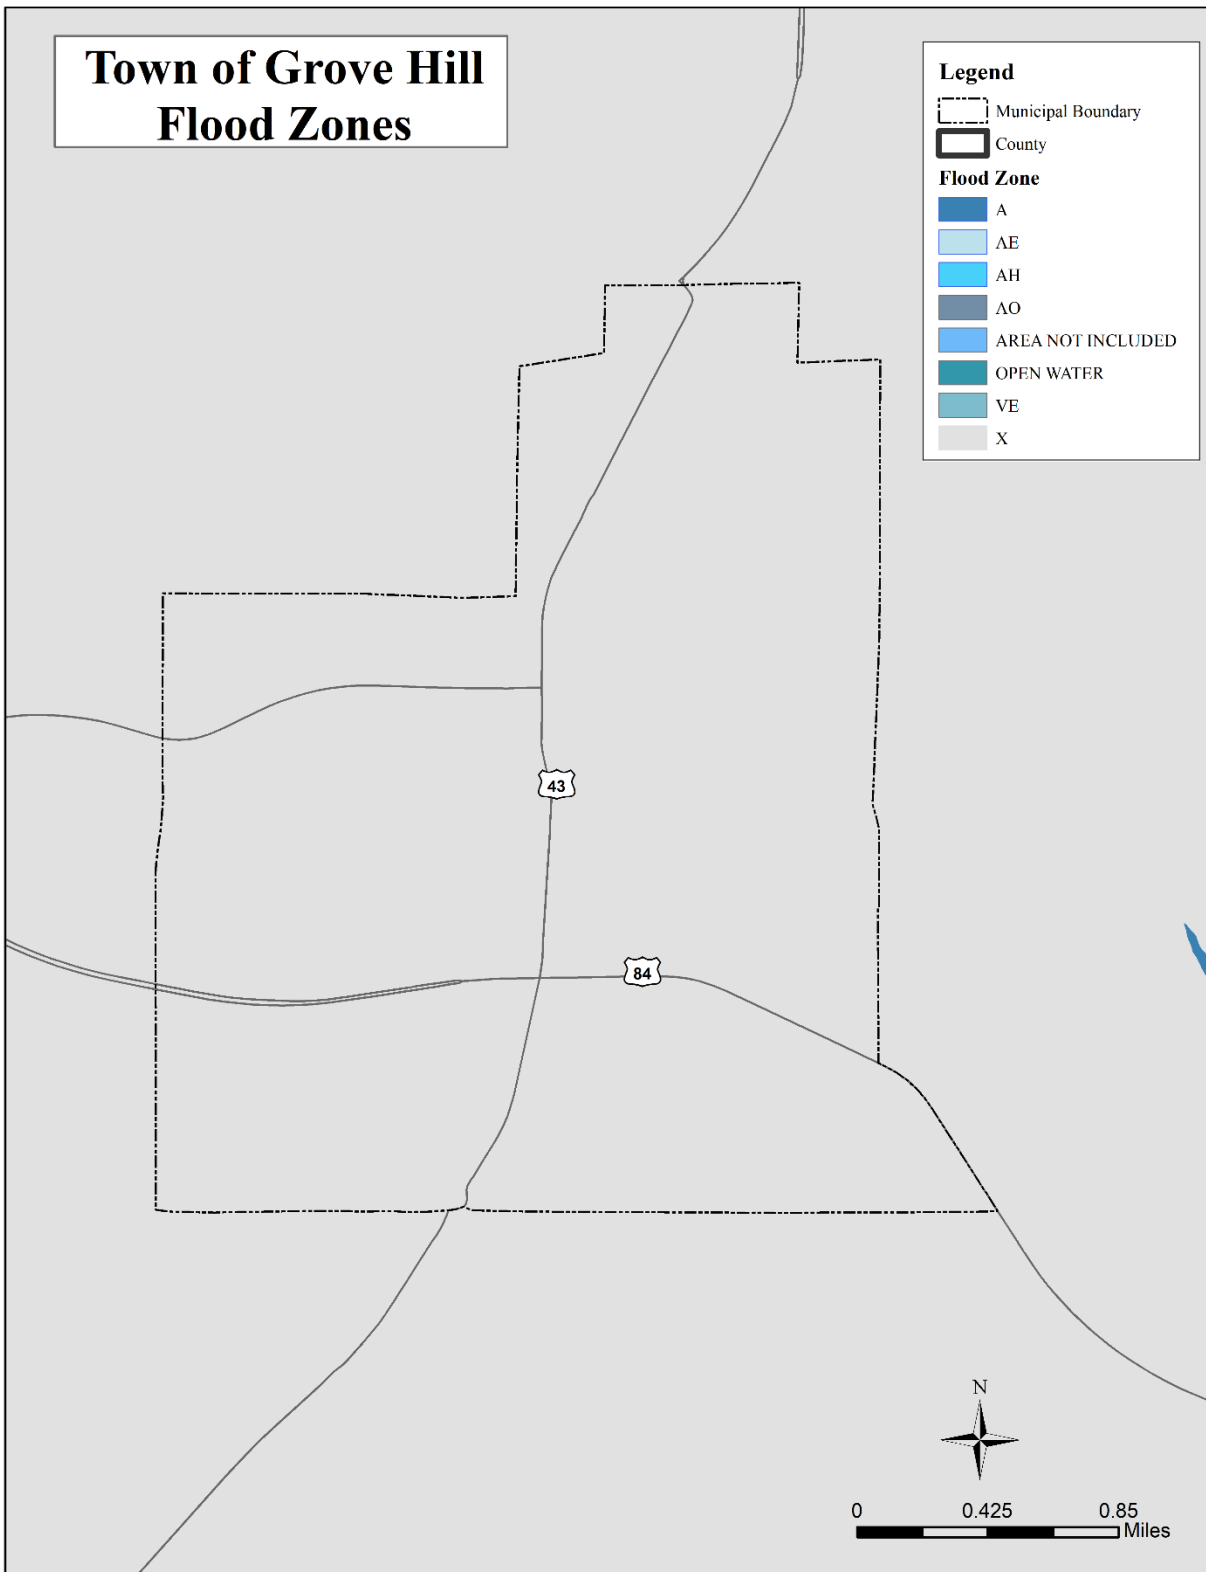 Town of Grove Hill
Flood Zones
Legend
Municipal Boundary
County
Flood Zone
A
AE
AH
AO
AREA NOT INCLUDED
OPEN WATER
VE
X
43
84
N
0 0.425 0.85
Miles